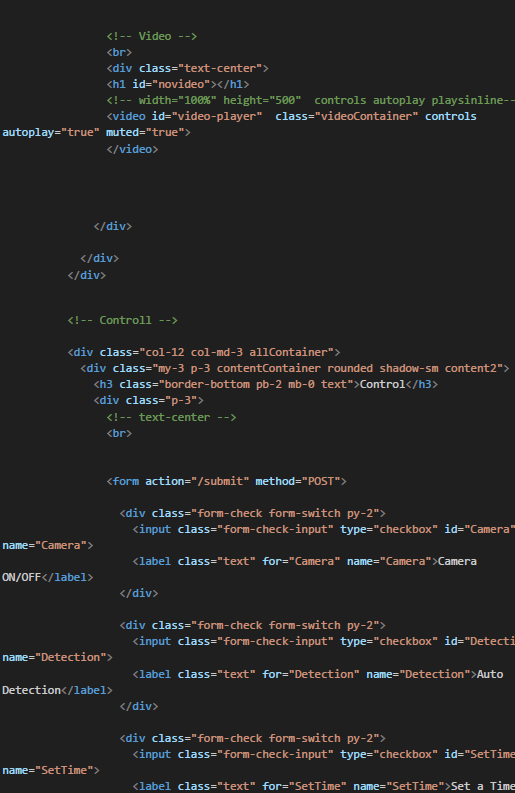 <!-- Video -->
<br>
<div class="text-center">
<h1 id="novideo"></h1>
<!-- width="100%" height="500"  controls autoplay playsinline--
<video id="video-player"  class="videoContainer" controls
autoplay="true" muted="true">
</video>
</div>
</div>
</div>
<!-- Controll -->
<div class="col-12 col-md-3 allContainer">
<div class="my-3 p-3 contentContainer rounded shadow-sm content2">
<h3 class="border-bottom pb-2 mb-0 text">Control</h3>
<div class="p-3">
<!-- text-center -->
<br>
<form action="/submit" method="POST">
<div class="form-check form-switch py-2">
<input class="form-check-input" type="checkbox" id="Camera"
name="Camera">
<label class="text" for="Camera" name="Camera">Camera
ON/OFF</label>
</div>
<div class="form-check form-switch py-2">
<input class="form-check-input" type="checkbox" id="Detecti
name="Detection">
<label class="text" for="Detection" name="Detection">Auto
Detection</label>
</div>
<div class="form-check form-switch py-2">
<input class="form-check-input" type="checkbox" id="SetTime
name="SetTime">
<label class="text" for="SetTime" name="SetTime">Set a Time